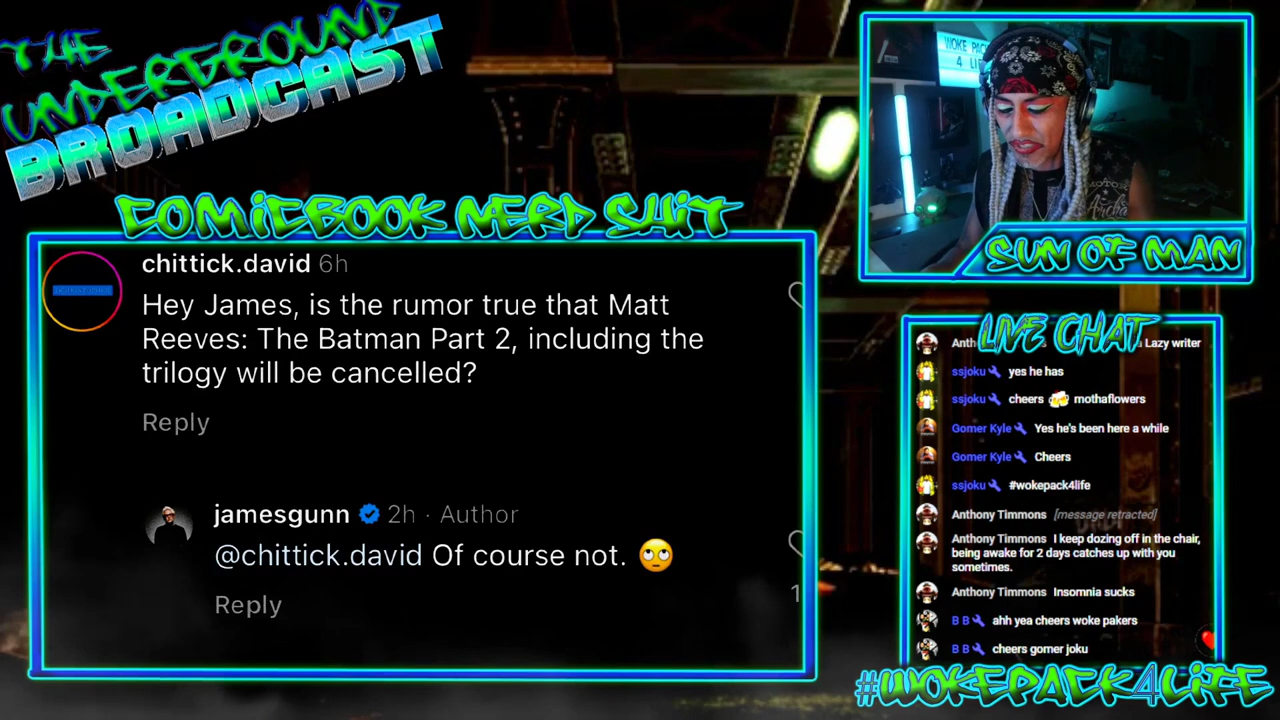 THE
UNDERGROUND
BROADCAST
COMICBOOK NERD SHIT
chittick.david 6h
Hey James, is the rumor true that Matt
Reeves: The Batman Part 2, including the
trilogy will be cancelled?
Reply
jamesgunn 2h · Author
@chittick.david Of course not. 🙄
1
Reply
WOKE PAC
4 LI
SUN OF MAN
LIVE CHAT
Anth Lazy writer
ssjoku yes he has
ssjoku cheers 🍻 mothaflowers
Gomer Kyle Yes he's been here a while
Gomer Kyle Cheers
ssjoku #wokepack4life
Anthony Timmons [message retracted]
Anthony Timmons I keep dozing off in the chair,
being awake for 2 days catches up with you
sometimes.
Anthony Timmons Insomnia sucks
B B ahh yea cheers woke pakers
B B cheers gomer joku
#WOKEPACK4LIFE